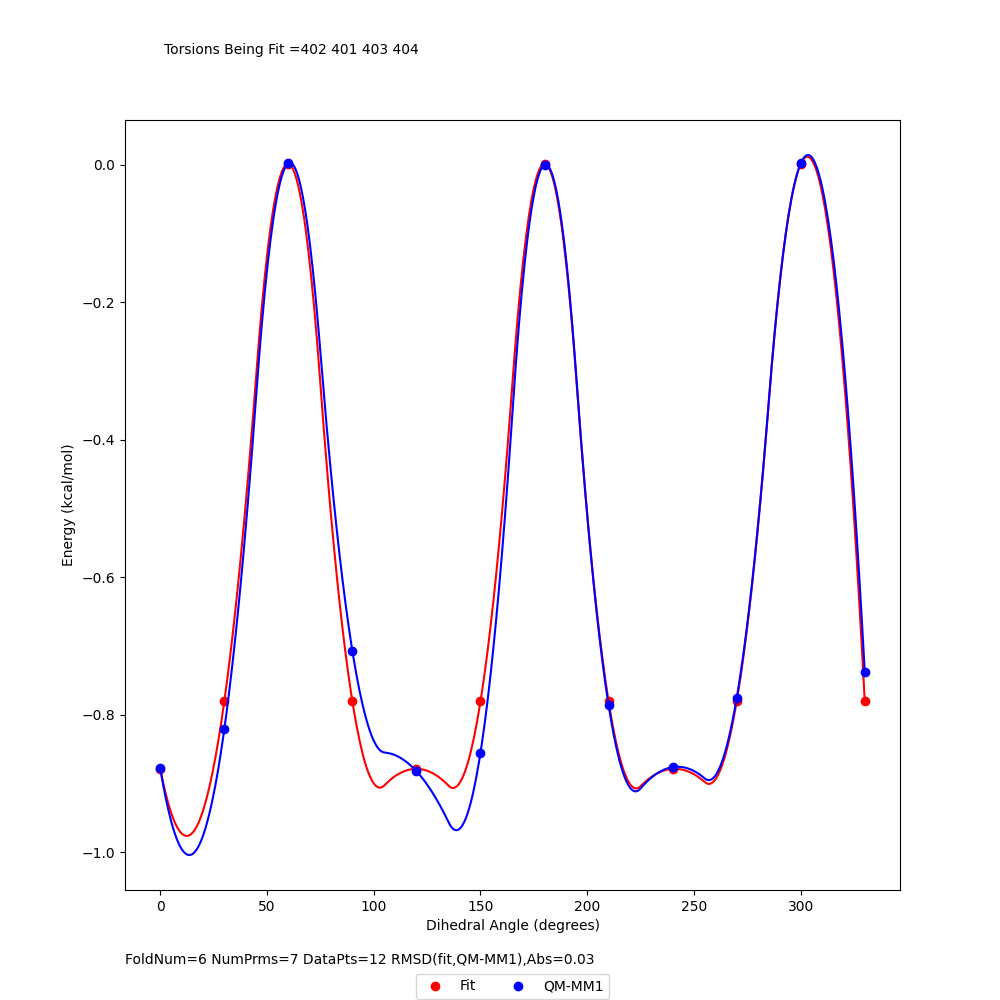 Torsions Being Fit =402 401 403 404
0.0
−0.2
−0.4
−0.6
−0.8
−1.0
Energy (kcal/mol)
0 50 100 150 200 250 300
Dihedral Angle (degrees)
FoldNum=6 NumPrms=7 DataPts=12 RMSD(fit,QM-MM1),Abs=0.03
Fit QM-MM1